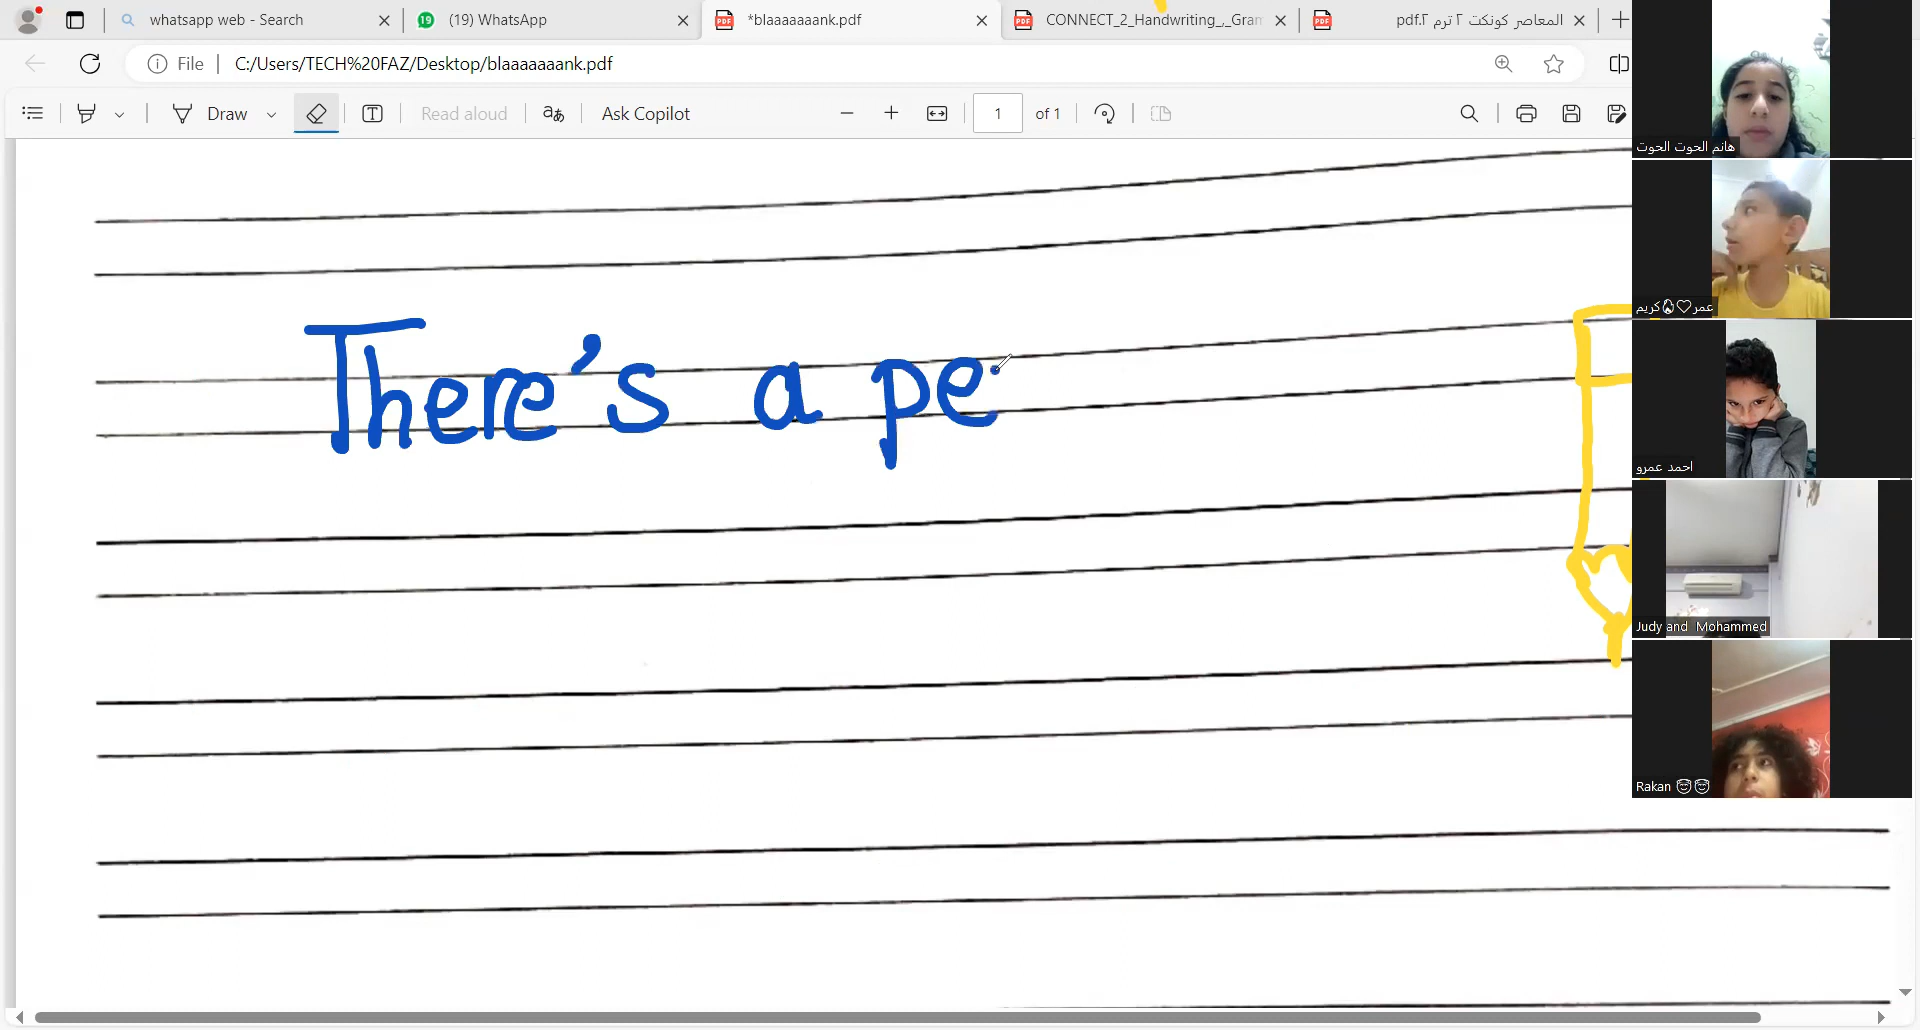 whatsapp web - Search
(19) WhatsApp
*blaaaaaaank.pdf
CONNECT_2_Handwriting_,_Gran
المعاصر كونكت ٢ ترم ٢.pdf
File
C:/Users/TECH%20FAZ/Desktop/blaaaaaaank.pdf
Draw
Read aloud
Ask Copilot
1 of 1
There's a pe
هانم الحوت الحوت
عمر♡كريم
احمد عمرو
Judy and Mohammed
Rakan